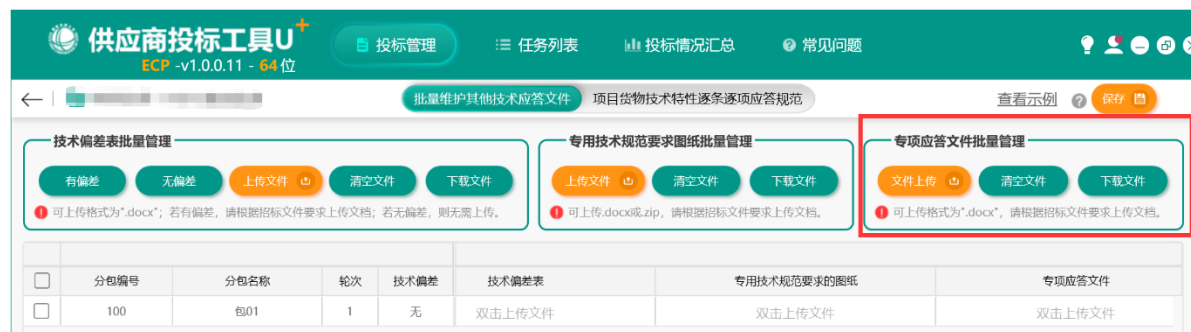 供应商投标工具U+
ECP -v1.0.0.11 - 64 位
投标管理
任务列表
投标情况汇总
常见问题
批量维护其他技术应答文件
项目货物技术特性逐条逐项应答规范
查看示例
保存
技术偏差表批量管理
有偏差
无偏差
上传文件
清空文件
下载文件
可上传格式为".docx"；若有偏差，请根据招标文件要求上传文档；若无偏差，则无需上传。
专用技术规范要求图纸批量管理
上传文件
清空文件
下载文件
可上传.docx或.zip，请根据招标文件要求上传文档。
专项应答文件批量管理
文件上传
清空文件
下载文件
可上传格式为".docx"，请根据招标文件要求上传文档。
分包编号
分包名称
轮次
技术偏差
技术偏差表
专用技术规范要求的图纸
专项应答文件
100
包01
1
无
双击上传文件
双击上传文件
双击上传文件